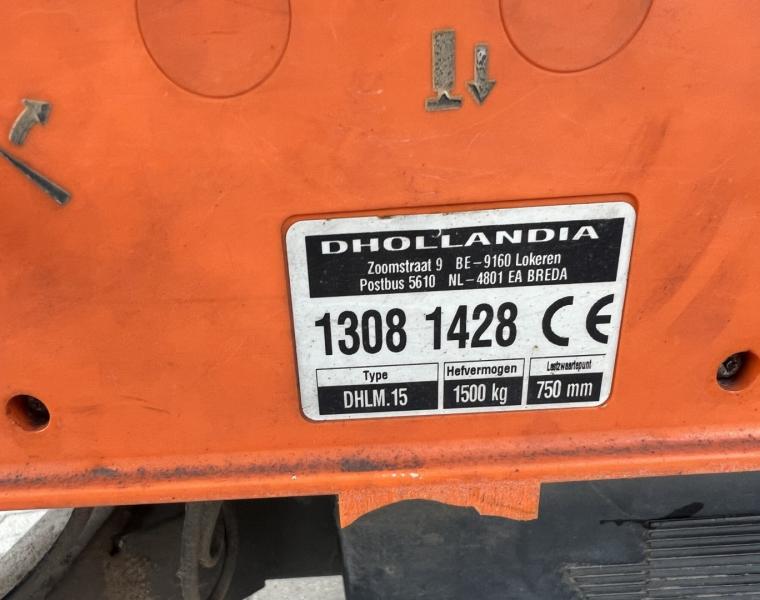 DHOLLANDIA
Zoomstraat 9 BE-9160 Lokeren
Postbus 5610 NL-4801 EA BREDA
1308 1428 CE
Type Hefvermogen Lastzwaartepunt
DHLM.15 1500 kg 750 mm